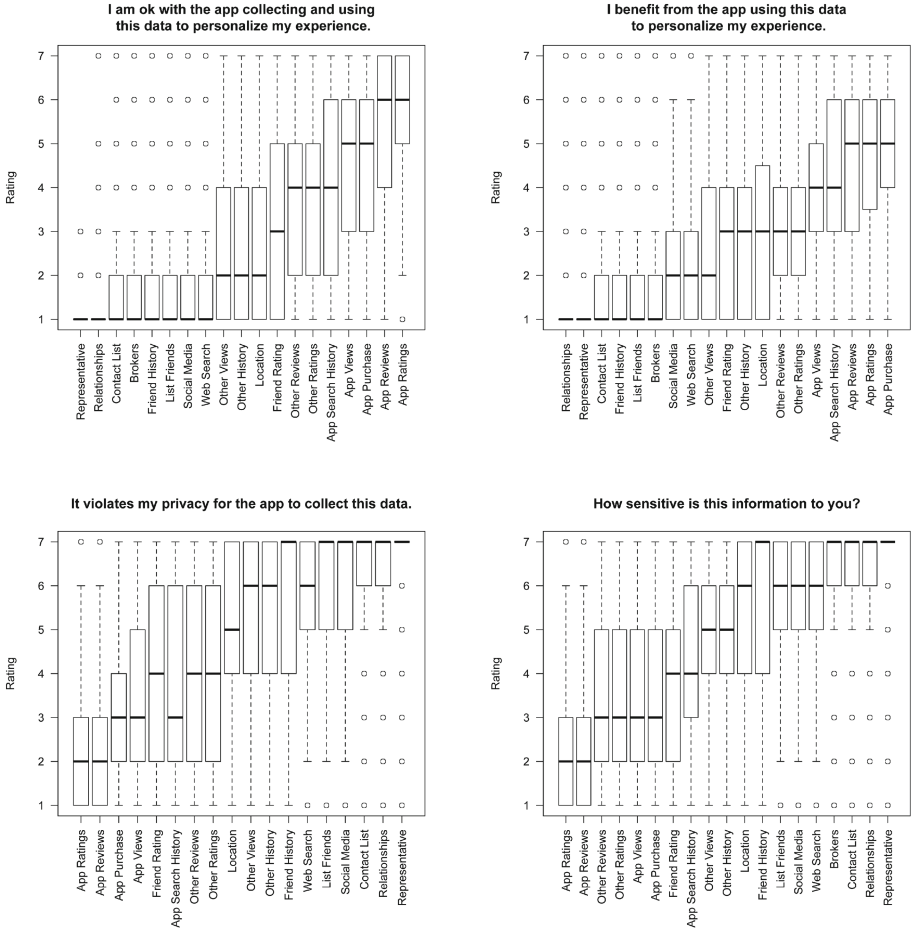 I am ok with the app collecting and using
this data to personalize my experience.
Rating
7
6
5
4
3
2
1
Representative
Relationships
Contact List
Brokers
Friend History
List Friends
Social Media
Web Search
Other Views
Other History
Location
Friend Rating
Other Reviews
Other Ratings
App Search History
App Views
App Purchase
App Reviews
App Ratings
I benefit from the app using this data
to personalize my experience.
Rating
7
6
5
4
3
2
1
Relationships
Representative
Contact List
Friend History
List Friends
Brokers
Social Media
Web Search
Other Views
Friend Rating
Other History
Location
Other Reviews
Other Ratings
App Views
App Search History
App Reviews
App Ratings
App Purchase
It violates my privacy for the app to collect this data.
Rating
7
6
5
4
3
2
1
App Ratings
App Reviews
App Purchase
App Views
Friend Rating
App Search History
Other Reviews
Other Ratings
Location
Other Views
Other History
Friend History
Web Search
List Friends
Social Media
Contact List
Relationships
Representative
How sensitive is this information to you?
Rating
7
6
5
4
3
2
1
App Ratings
App Reviews
Other Reviews
Other Ratings
App Views
App Purchase
Friend Rating
App Search History
Other Views
Other History
Location
Friend History
List Friends
Social Media
Web Search
Brokers
Contact List
Relationships
Representative